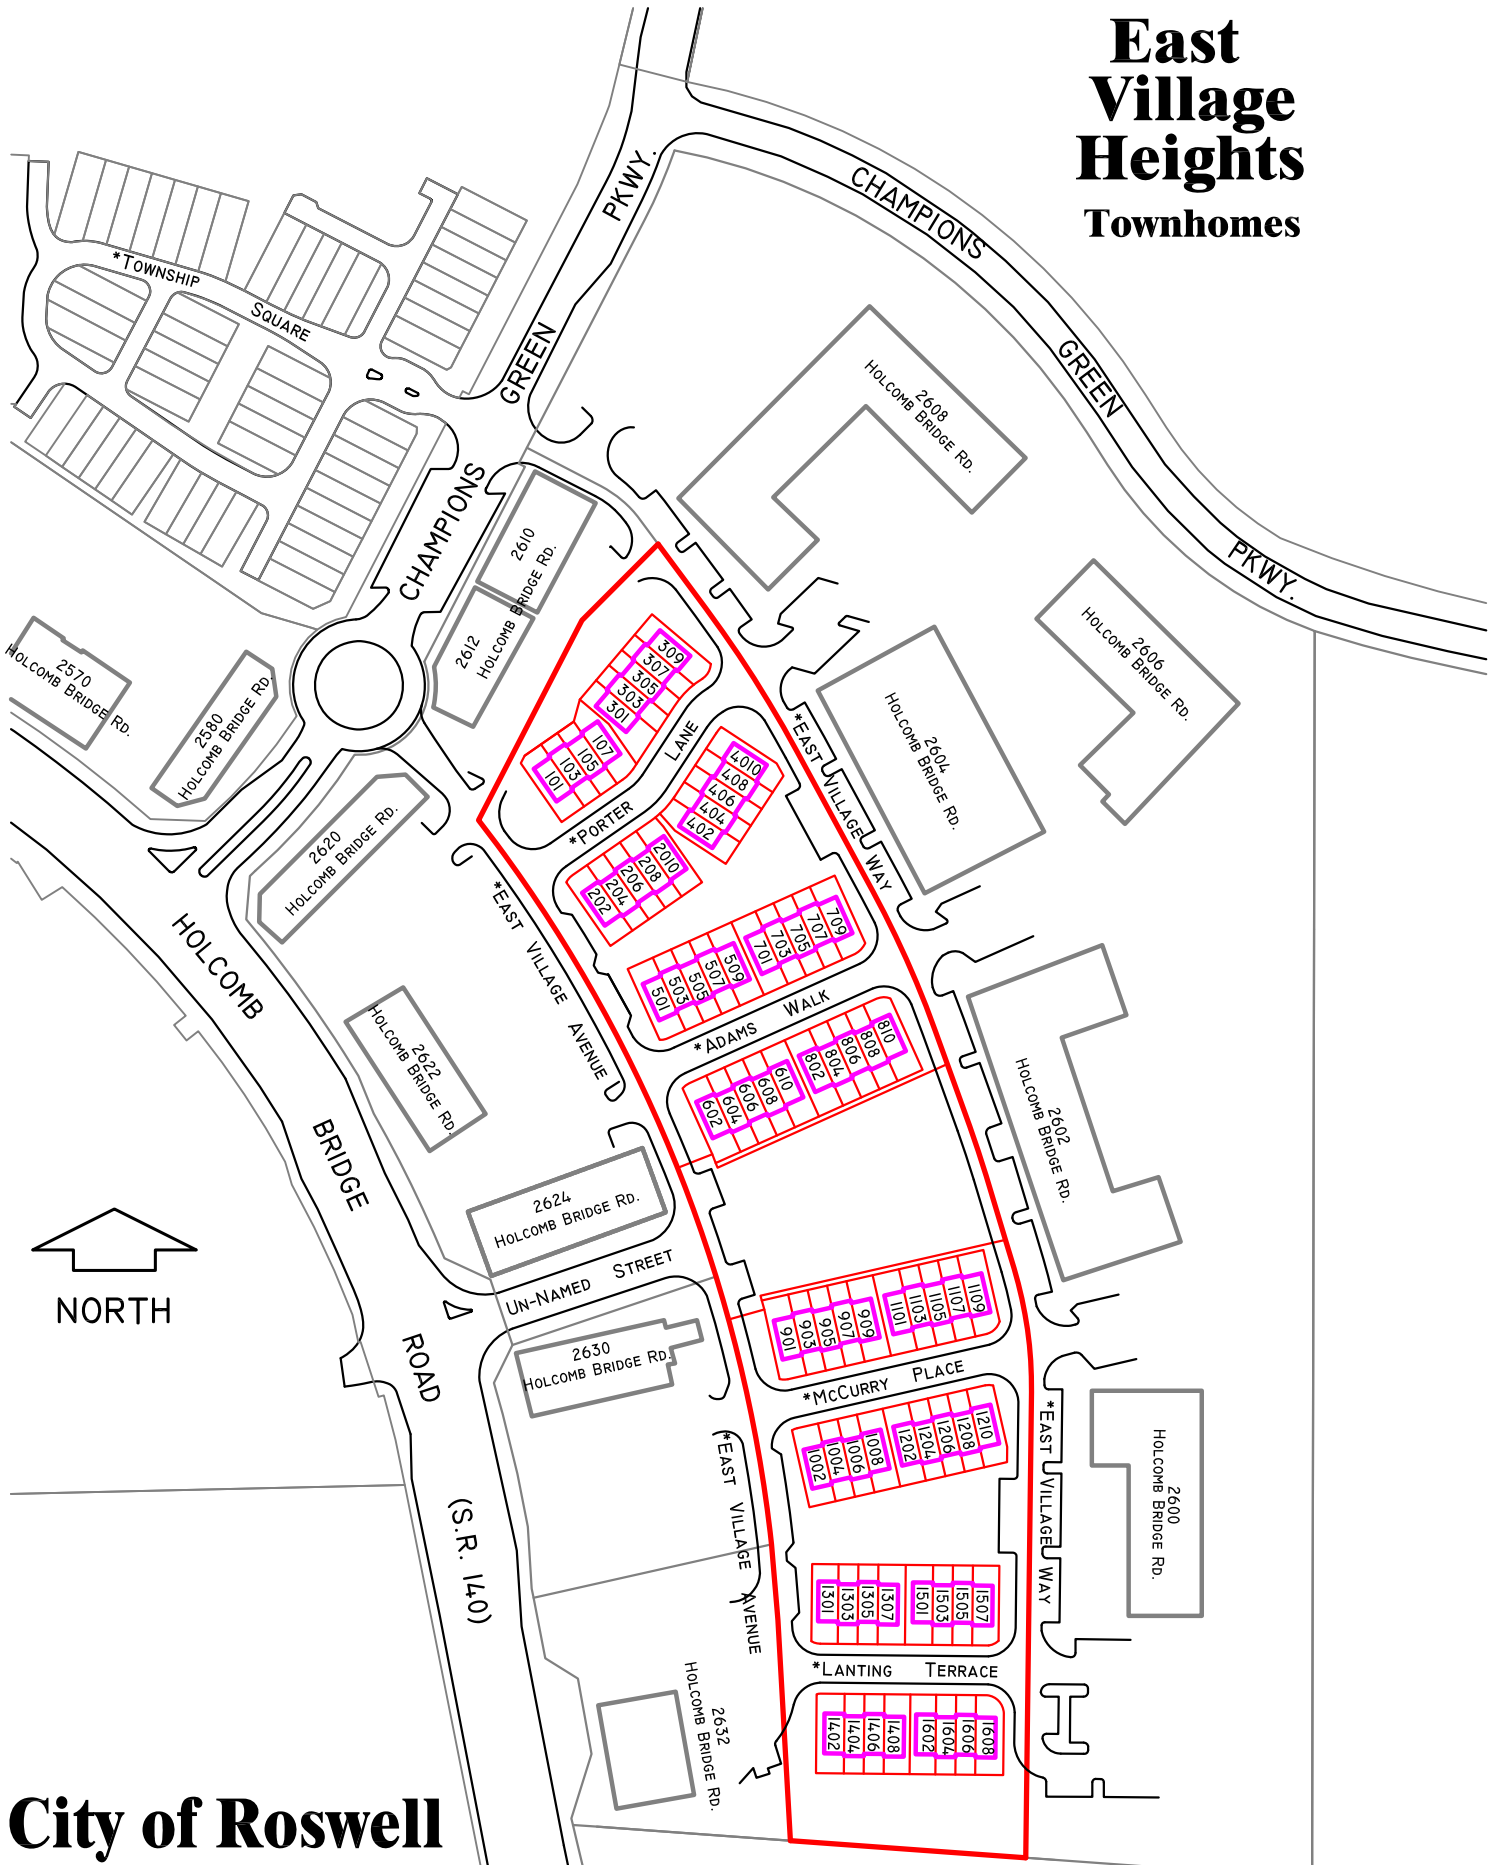 East
Village
Heights
Townhomes
CHAMPIONS
GREEN
PKWY.
CHAMPIONS
GREEN
PKWY.
*TOWNSHIP
SQUARE
2608
HOLCOMB BRIDGE RD.
2606
HOLCOMB BRIDGE RD.
2604
HOLCOMB BRIDGE RD.
2602
HOLCOMB BRIDGE RD.
2600
HOLCOMB BRIDGE RD.
2610
HOLCOMB BRIDGE RD.
2612
2570
HOLCOMB BRIDGE RD.
2580
HOLCOMB BRIDGE RD.
2620
HOLCOMB BRIDGE RD.
2622
HOLCOMB BRIDGE RD.
2624
HOLCOMB BRIDGE RD.
2630
HOLCOMB BRIDGE RD.
2632
HOLCOMB BRIDGE RD.
HOLCOMB
BRIDGE
ROAD
(S.R. 140)
UN-NAMED STREET
*EAST VILLAGE AVENUE
*EAST VILLAGE AVENUE
*EAST VILLAGE WAY
*EAST VILLAGE WAY
309
307
305
303
301
107
105
103
101
*PORTER LANE
4010
408
406
404
402
2010
208
206
204
202
501
503
505
507
509
701
703
705
707
709
*ADAMS WALK
602
604
606
608
610
802
804
806
808
810
901
903
905
907
909
1101
1103
1105
1107
1109
*MCCURRY PLACE
1002
1004
1006
1008
1202
1204
1206
1208
1210
1301
1303
1305
1307
1501
1503
1505
1507
*LANTING TERRACE
1402
1404
1406
1408
1602
1604
1606
1608
NORTH
City of Roswell